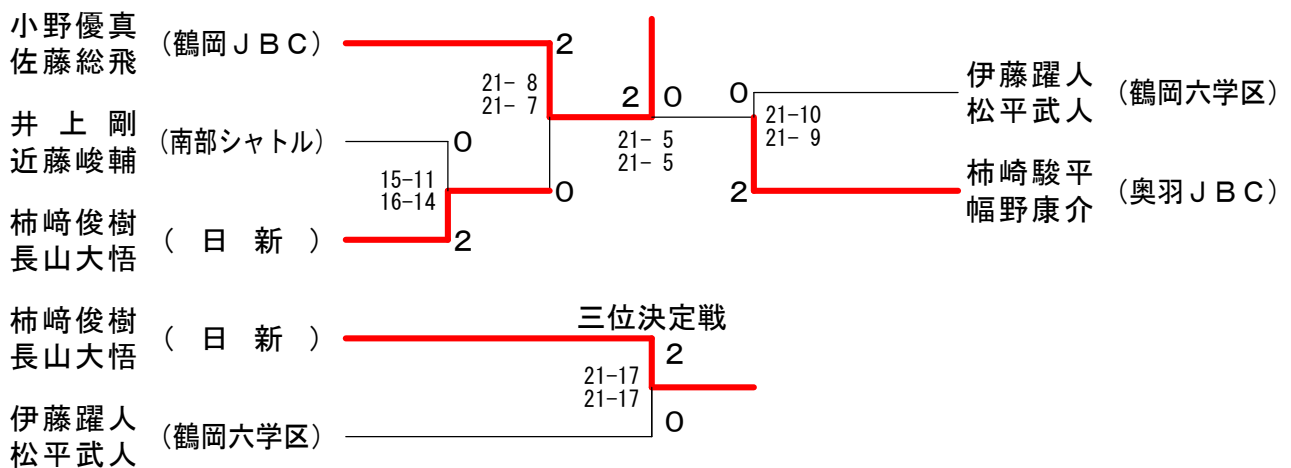 小野優真
佐藤総飛
(鶴岡ＪＢＣ)
井上剛
近藤峻輔
(南部シャトル)
柿﨑俊樹
長山大悟
(日新)
2
21- 8
21- 7
0
15-11
16-14
0
2
2 0
21- 5
21- 5
0
21-10
21- 9
2
伊藤躍人
松平武人
(鶴岡六学区)
柿崎駿平
幅野康介
(奥羽ＪＢＣ)
三位決定戦
柿﨑俊樹
長山大悟
(日新)
伊藤躍人
松平武人
(鶴岡六学区)
2
21-17
21-17
0